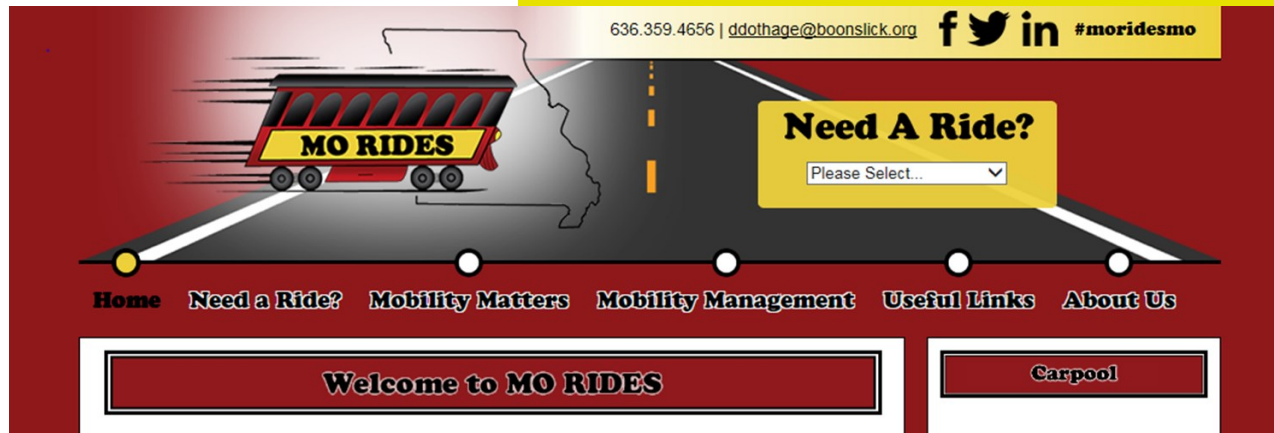 636.359.4656 | ddothage@boonslick.org f in #moridesmo
MO RIDES
Need A Ride?
Please Select...
Home Need a Ride? Mobility Matters Mobility Management Useful Links About Us
Welcome to MO RIDES
Carpool